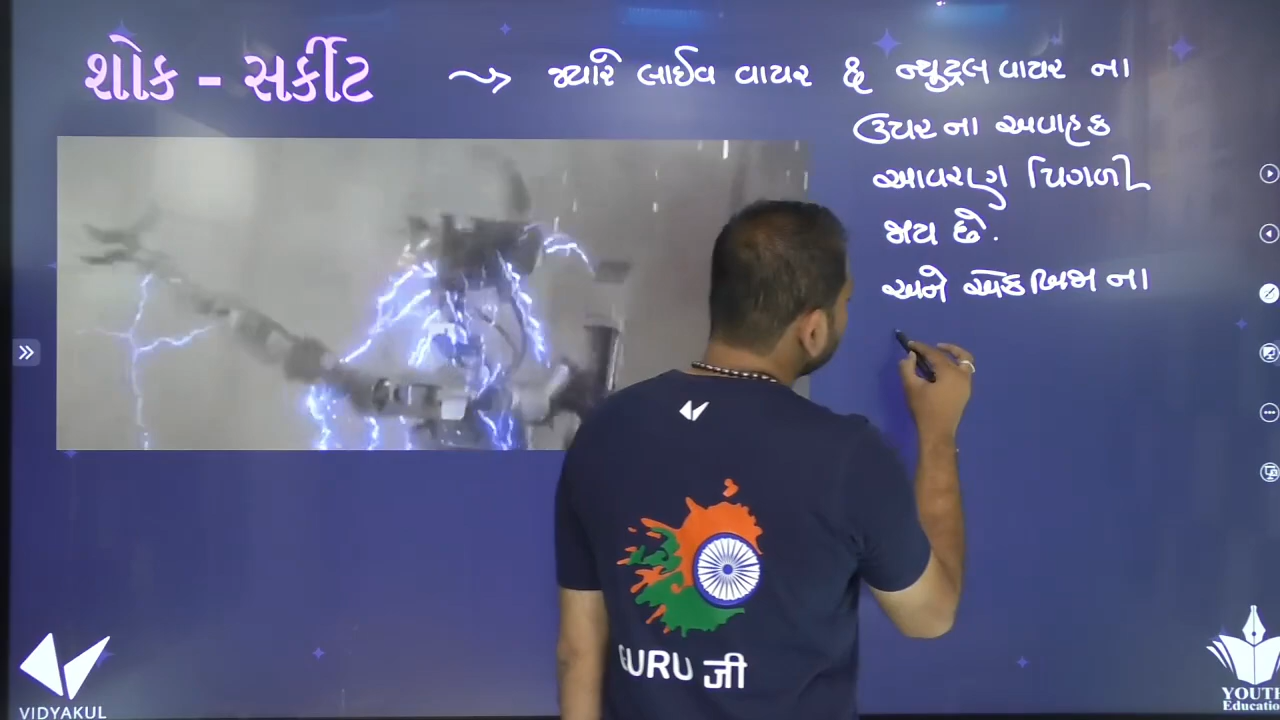 શોક - સર્કીટ
→ જ્યારે લાઈવ વાયર & ન્યુટ્રલ વાયર ના
ઉપર ના અવાહક
આવરણ પિગળી
જાય છે.
અને એકબિજા ના
GURU जी
VIDYAKUL
YOUTH
Education